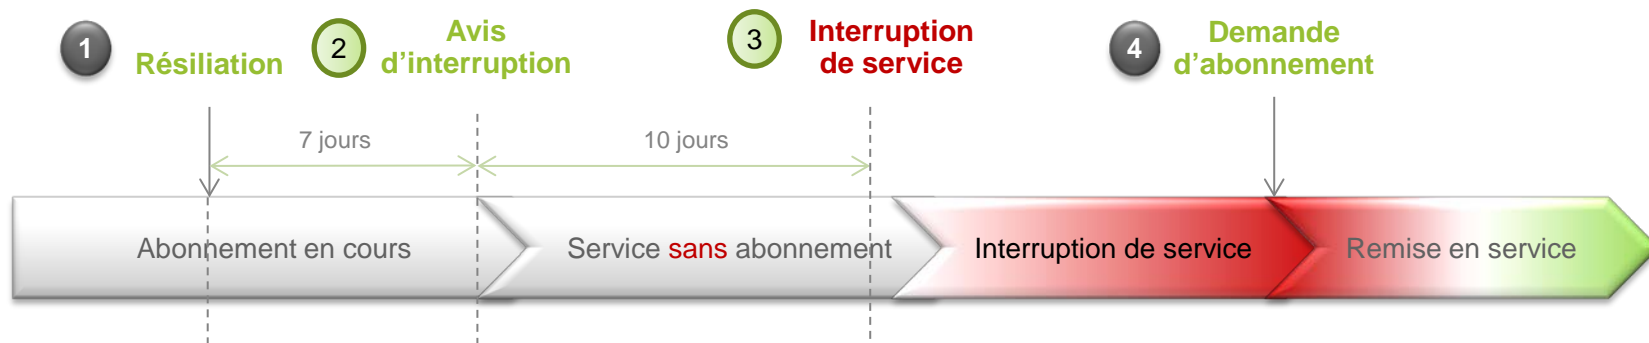 1
Résiliation
2
Avis
d’interruption
3
Interruption
de service
4
Demande
d’abonnement
7 jours
10 jours
Abonnement en cours
Service sans abonnement
Interruption de service
Remise en service